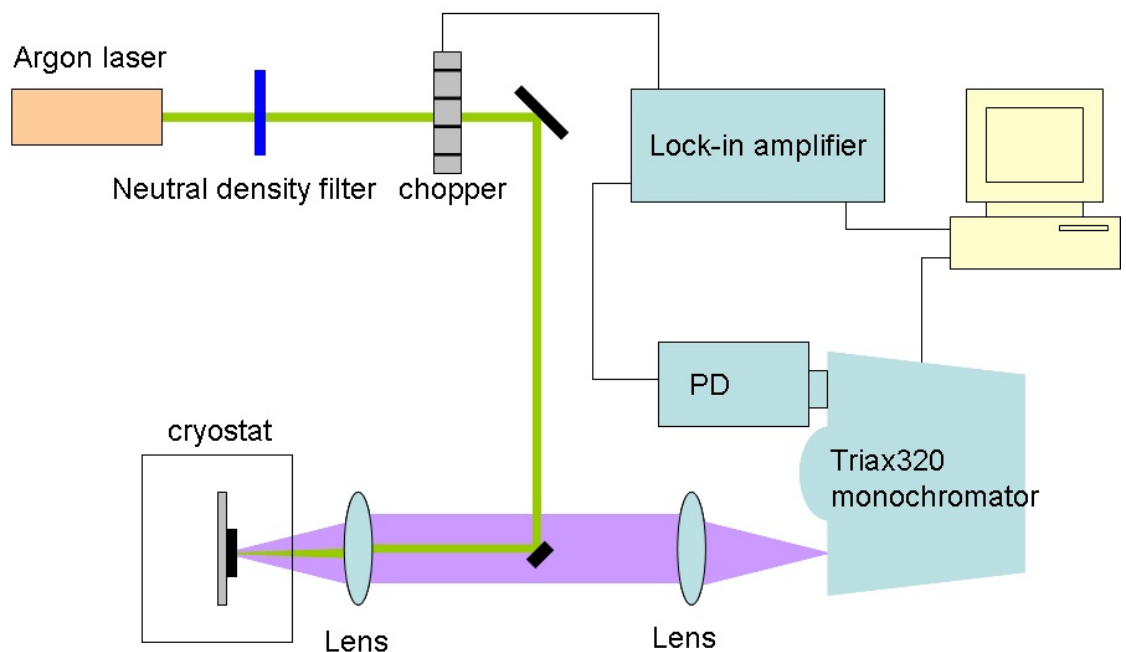 Argon laser
Neutral density filter
chopper
Lock-in amplifier
PD
Triax320
monochromator
cryostat
Lens
Lens